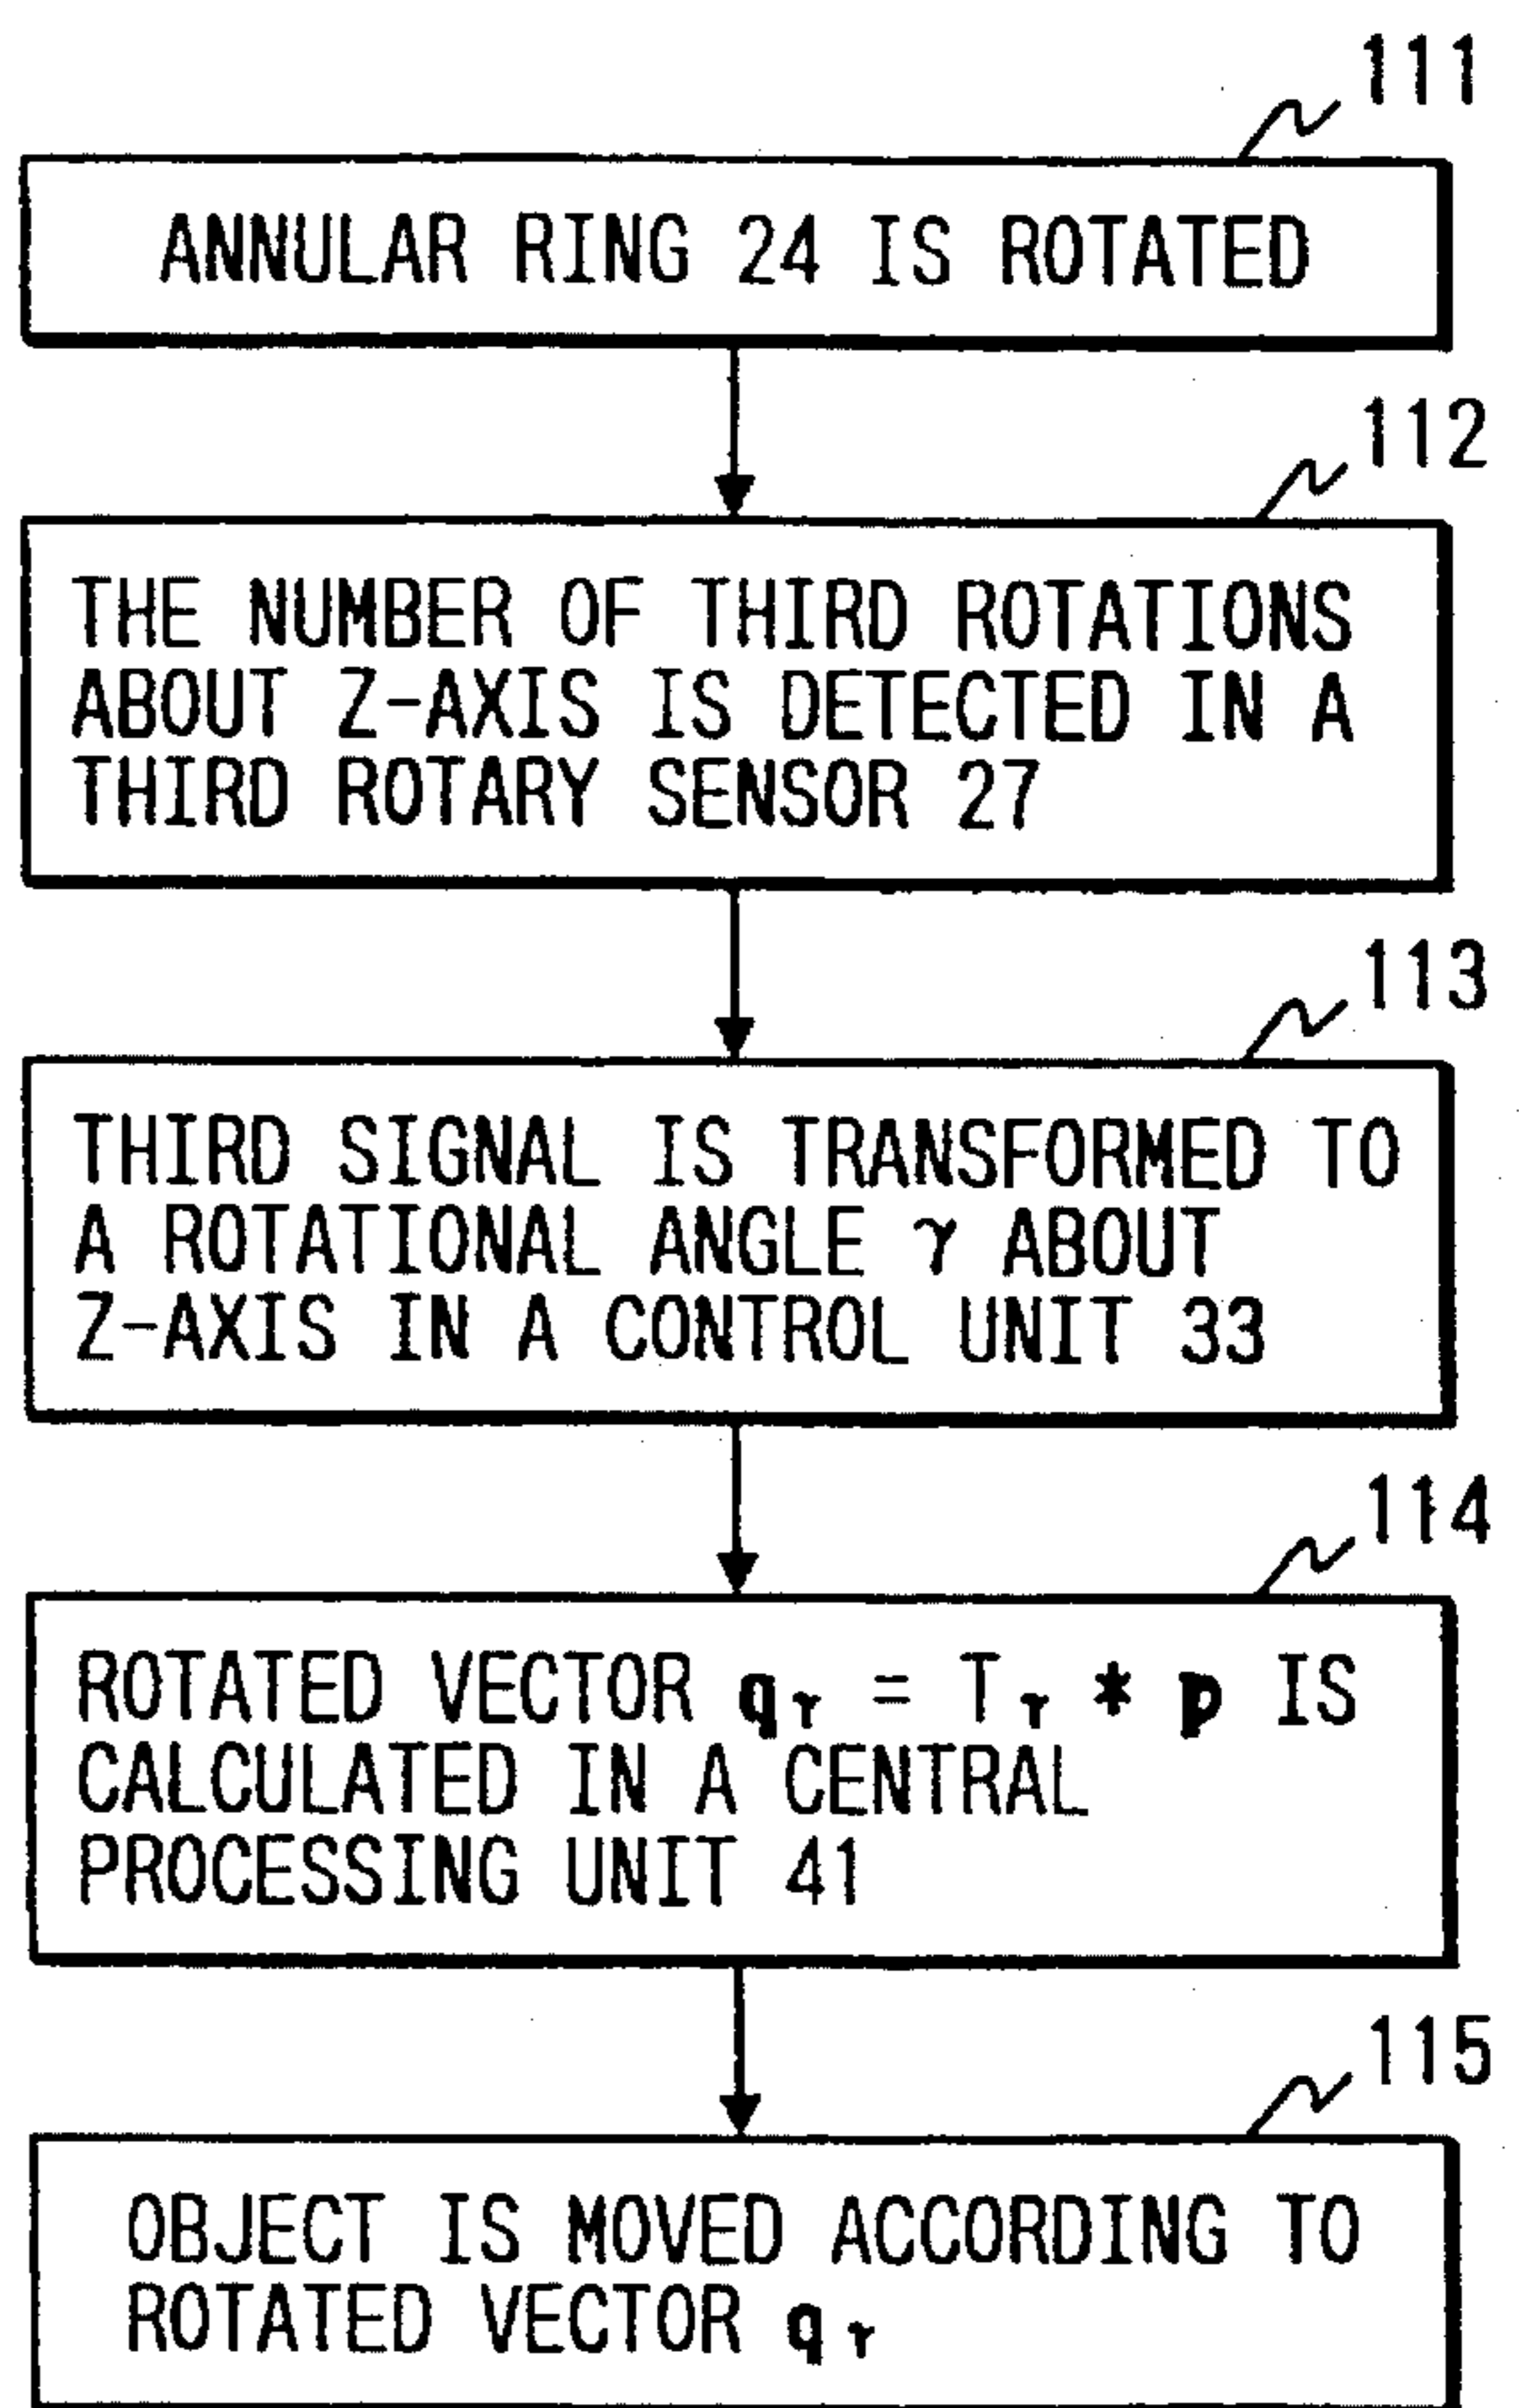 111
ANNULAR RING 24 IS ROTATED
112
THE NUMBER OF THIRD ROTATIONS
ABOUT Z-AXIS IS DETECTED IN A
THIRD ROTARY SENSOR 27
113
THIRD SIGNAL IS TRANSFORMED TO
A ROTATIONAL ANGLE γ ABOUT
Z-AXIS IN A CONTROL UNIT 33
114
ROTATED VECTOR qγ = Tγ * p IS
CALCULATED IN A CENTRAL
PROCESSING UNIT 41
115
OBJECT IS MOVED ACCORDING TO
ROTATED VECTOR qγ